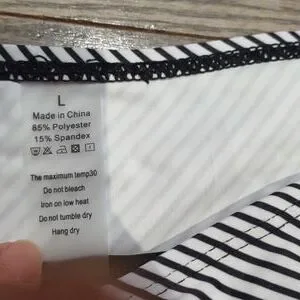 L
Made in China
85% Polyester
15% Spandex
The maximum temp30
Do not bleach
Iron on low heat
Do not tumble dry
Hang dry